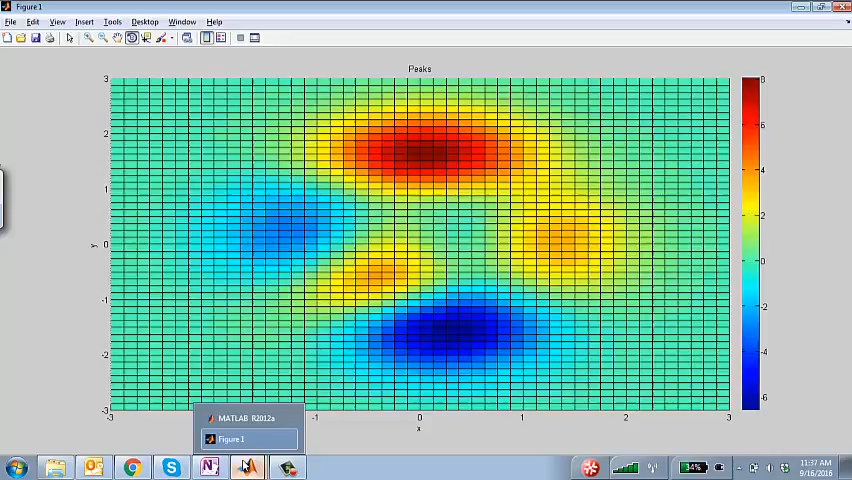 Figure 1
File Edit View Insert Tools Desktop Window Help
Peaks
3
2
1
0
-1
-2
-3
y
-3
-1
0
1
2
3
x
8
6
4
2
0
-2
-4
-6
MATLAB R2012a
Figure 1
34%
11:37 AM
9/16/2016